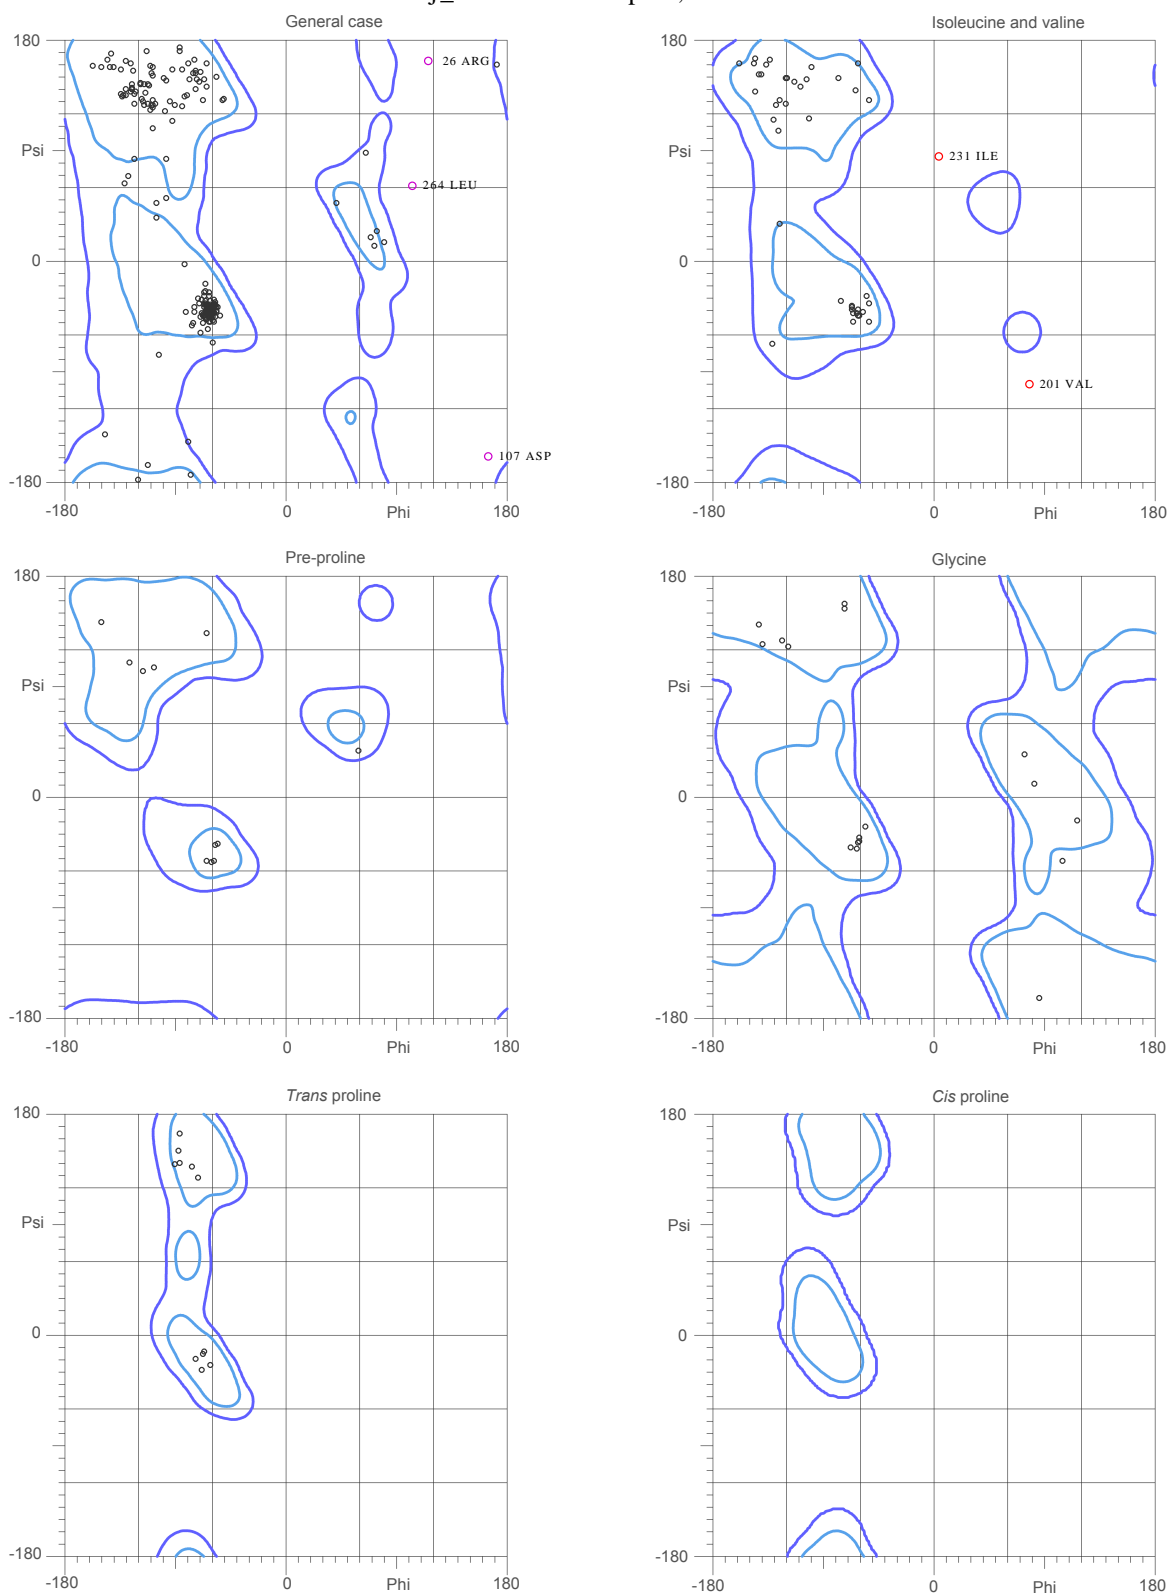 General case
180
Psi
0
-180
-180
0
Phi
180
26 ARG
264 LEU
107 ASP
Isoleucine and valine
180
Psi
0
-180
-180
0
Phi
180
231 ILE
201 VAL
Pre-proline
180
Psi
0
-180
-180
0
Phi
180
Glycine
180
Psi
0
-180
-180
0
Phi
180
Trans proline
180
Psi
0
-180
-180
0
Phi
180
Cis proline
180
Psi
0
-180
-180
0
Phi
180